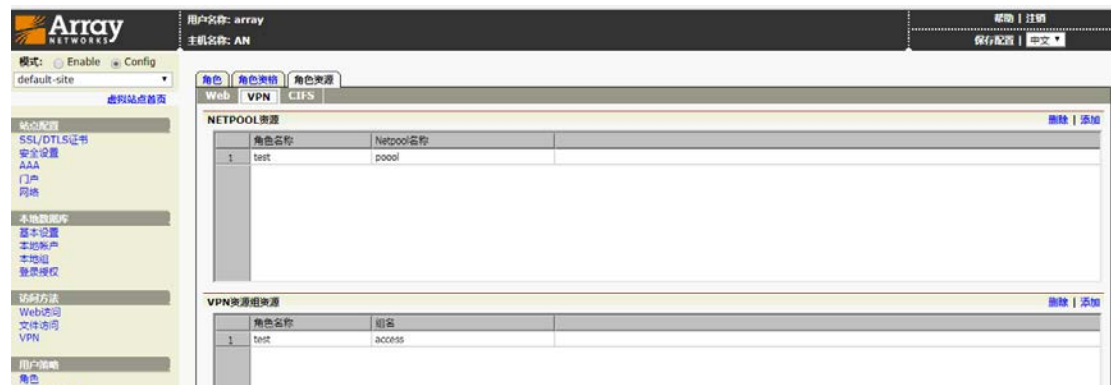 Array
NETWORKS
用户名称: array
主机名称: AN
帮助 | 注销
保存配置 | 中文
模式: Enable Config
default-site
虚拟站点首页
角色 角色资格 角色资源
Web VPN CIFS
站点配置
SSL/DTLS证书
安全设置
AAA
门户
网络
本地数据库
基本设置
本地帐户
本地组
登录授权
访问方法
Web访问
文件访问
VPN
用户策略
角色
NETPOOL资源 删除 | 添加
角色名称 Netpool名称
1 test poool
VPN资源组资源 删除 | 添加
角色名称 组名
1 test access